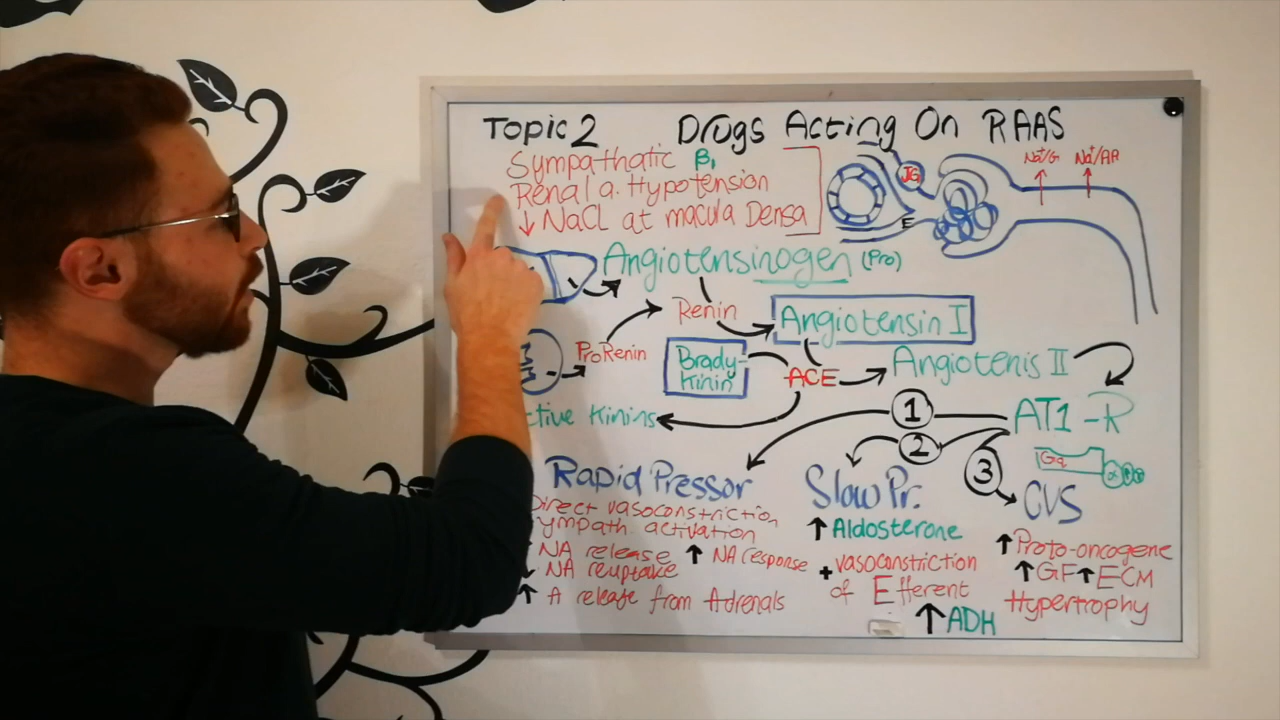 Topic 2 Drugs Acting On RAAS
Sympathatic β1
Renal a. Hypotension
↓ NaCL at macula Densa
JG
E
Na+/G
Na+/AA
Angiotensinogen (Pro)
Renin
Angiotensin I
ProRenin
Brady-
Kinin
ACE
Angiotenis II
ctive Kinins
1
AT1-R
2
3
Gq
Rapid Pressor
Direct vasoconstriction
ympath activation
NA release ↑ NA response
NA reuptake
↑ A release from Adrenals
Slow Pr.
↑ Aldosterone
+ vasoconstriction
of Efferent
↑ ADH
CVS
↑ Proto-oncogene
↑ GF ↑ ECM
Hypertrophy